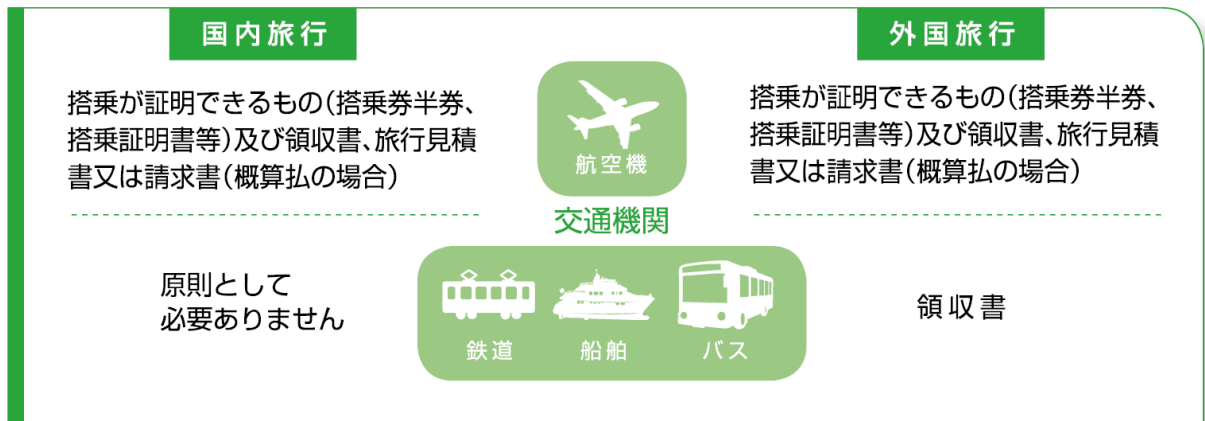 国内旅行
外国旅行
搭乗が証明できるもの（搭乗券半券、
搭乗証明書等）及び領収書、旅行見積
書又は請求書（概算払の場合）
航空機
搭乗が証明できるもの（搭乗券半券、
搭乗証明書等）及び領収書、旅行見積
書又は請求書（概算払の場合）
交通機関
原則として
必要ありません
鉄道
船舶
バス
領収書